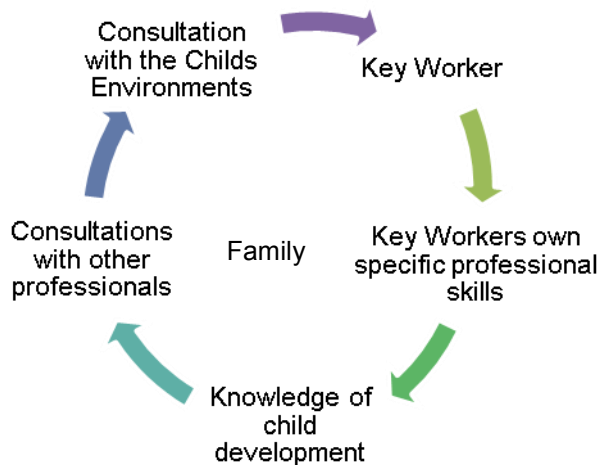 Consultation
with the Childs
Environments
Key Worker
Key Workers own
specific professional
skills
Knowledge of
child
development
Consultations
with other
professionals
Family